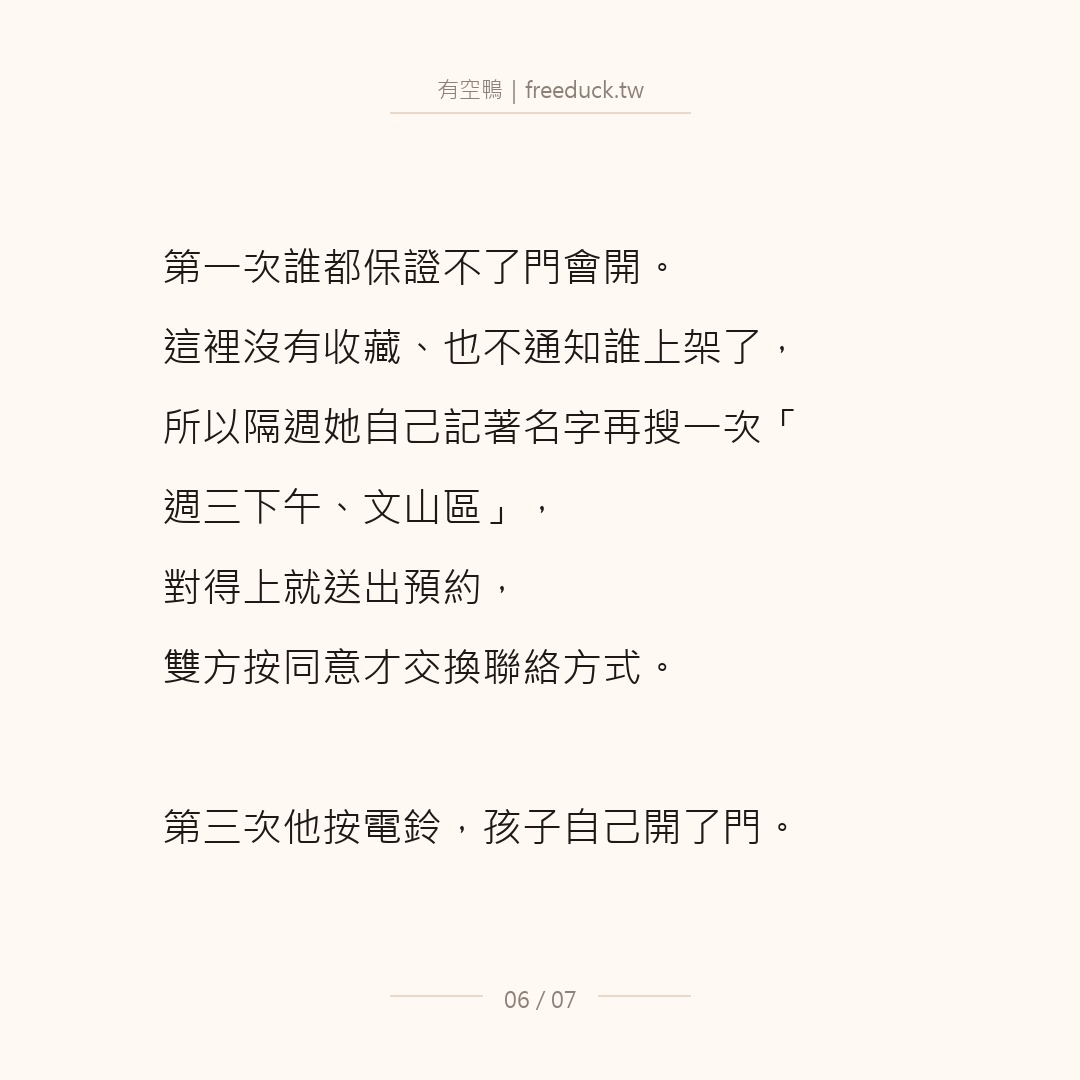 有空鴨｜freeduck.tw
第一次誰都保證不了門會開。
這裡沒有收藏、也不通知誰上架了，
所以隔週她自己記著名字再搜一次「
週三下午、文山區」，
對得上就送出預約，
雙方按同意才交換聯絡方式。
第三次他按電鈴，孩子自己開了門。
06 / 07